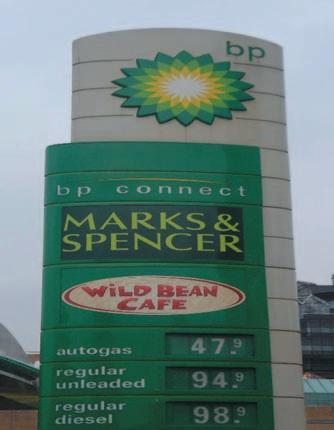 bp
bp connect
MARKS &
SPENCER
WiLD BEAN
CAFE
autogas 47.9
regular
unleaded 94.9
regular
diesel 98.9